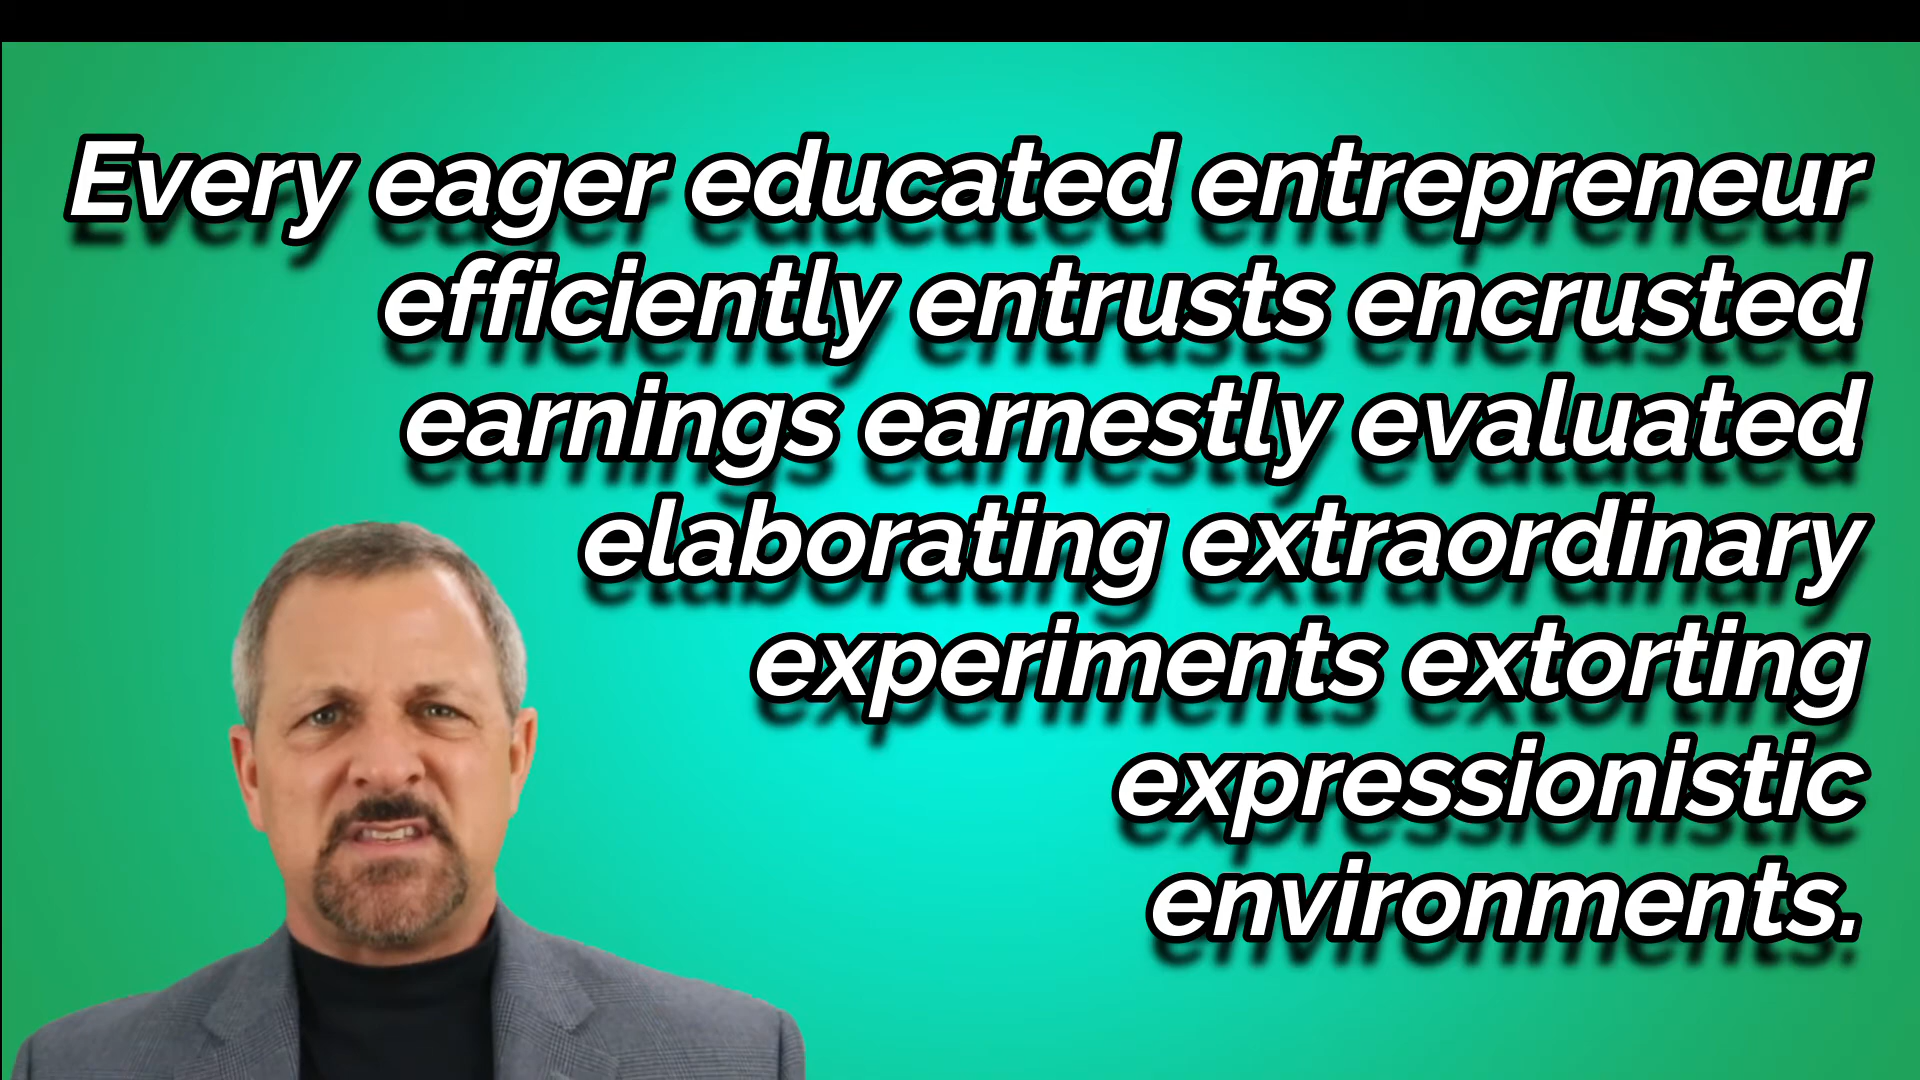 Every eager educated entrepreneur
efficiently entrusts encrusted
earnings earnestly evaluated
elaborating extraordinary
experiments extorting
expressionistic
environments.